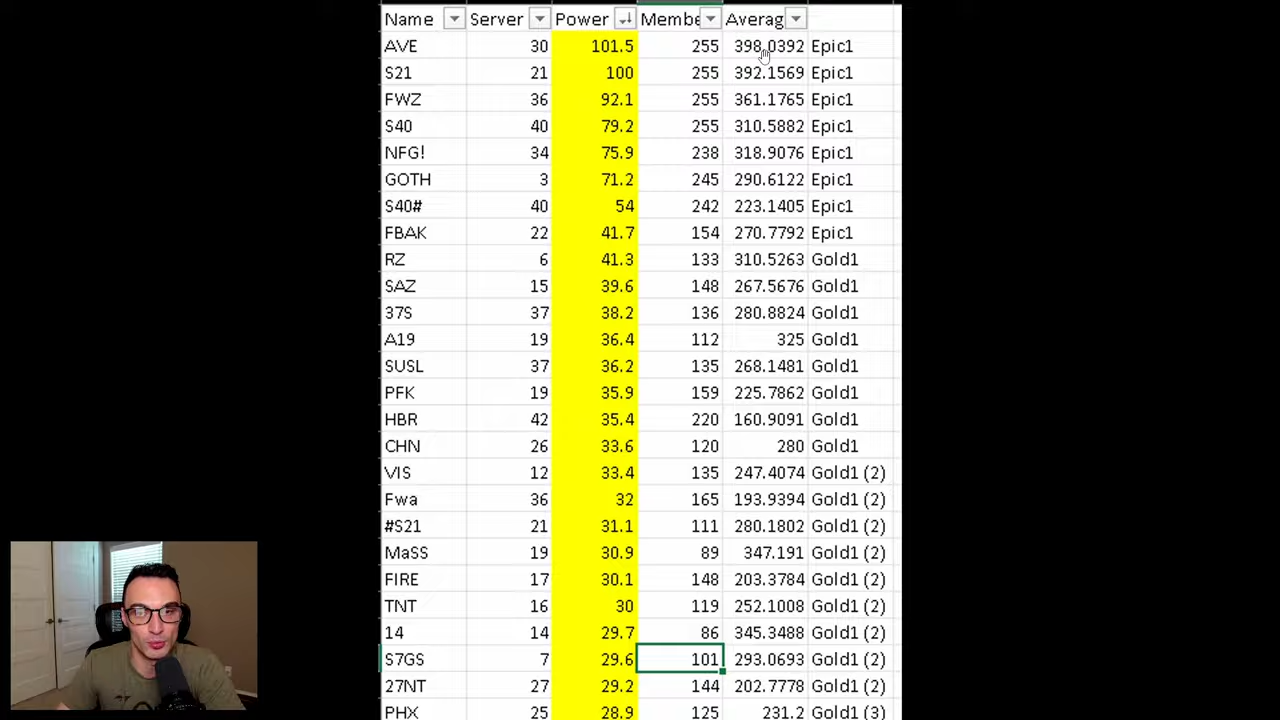 Name Server Power Membe Averag
AVE 30 101.5 255 398.0392 Epic1
S21 21 100 255 392.1569 Epic1
FWZ 36 92.1 255 361.1765 Epic1
S40 40 79.2 255 310.5882 Epic1
NFG! 34 75.9 238 318.9076 Epic1
GOTH 3 71.2 245 290.6122 Epic1
S40# 40 54 242 223.1405 Epic1
FBAK 22 41.7 154 270.7792 Epic1
RZ 6 41.3 133 310.5263 Gold1
SAZ 15 39.6 148 267.5676 Gold1
37S 37 38.2 136 280.8824 Gold1
A19 19 36.4 112 325 Gold1
SUSL 37 36.2 135 268.1481 Gold1
PFK 19 35.9 159 225.7862 Gold1
HBR 42 35.4 220 160.9091 Gold1
CHN 26 33.6 120 280 Gold1
VIS 12 33.4 135 247.4074 Gold1 (2)
Fwa 36 32 165 193.9394 Gold1 (2)
#S21 21 31.1 111 280.1802 Gold1 (2)
MaSS 19 30.9 89 347.191 Gold1 (2)
FIRE 17 30.1 148 203.3784 Gold1 (2)
TNT 16 30 119 252.1008 Gold1 (2)
14 14 29.7 86 345.3488 Gold1 (2)
S7GS 7 29.6 101 293.0693 Gold1 (2)
27NT 27 29.2 144 202.7778 Gold1 (2)
PHX 25 28.9 125 231.2 Gold1 (3)